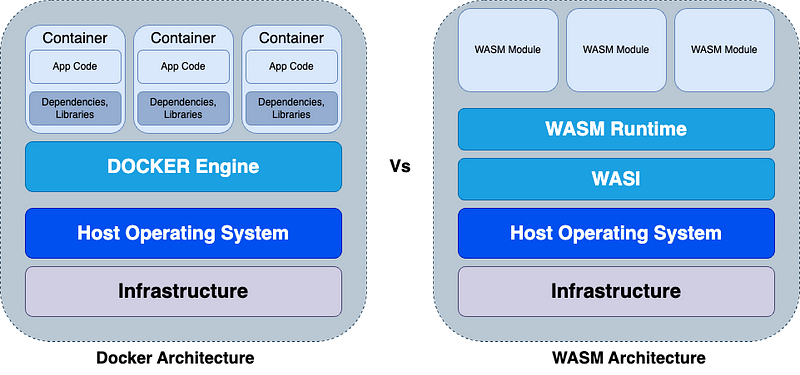 Container
App Code
Dependencies,
Libraries
Container
App Code
Dependencies,
Libraries
Container
App Code
Dependencies,
Libraries
DOCKER Engine
Host Operating System
Infrastructure
Docker Architecture
Vs
WASM Module
WASM Module
WASM Module
WASM Runtime
WASI
Host Operating System
Infrastructure
WASM Architecture